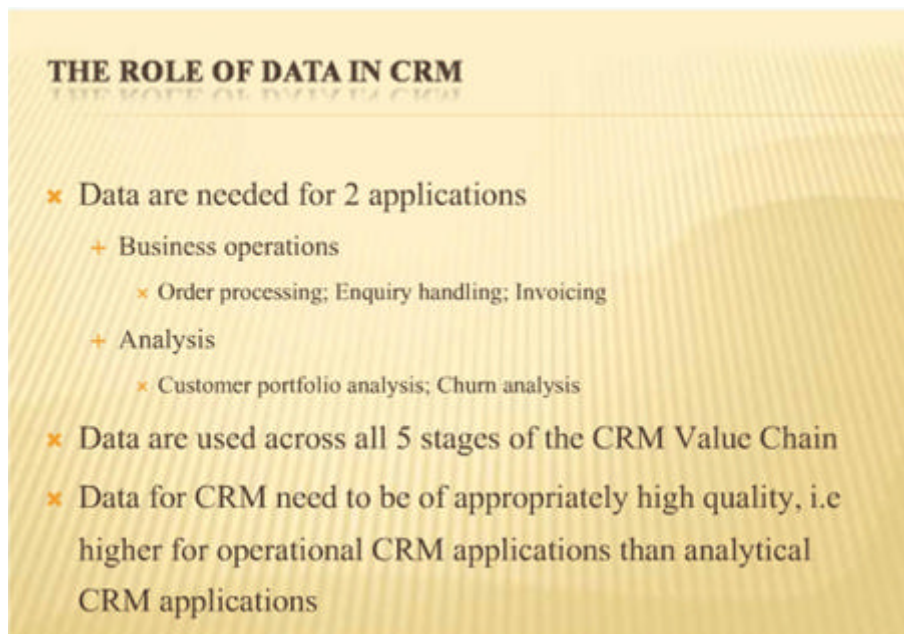 THE ROLE OF DATA IN CRM
Data are needed for 2 applications
Business operations
Order processing; Enquiry handling; Invoicing
Analysis
Customer portfolio analysis; Churn analysis
Data are used across all 5 stages of the CRM Value Chain
Data for CRM need to be of appropriately high quality, i.e
higher for operational CRM applications than analytical
CRM applications